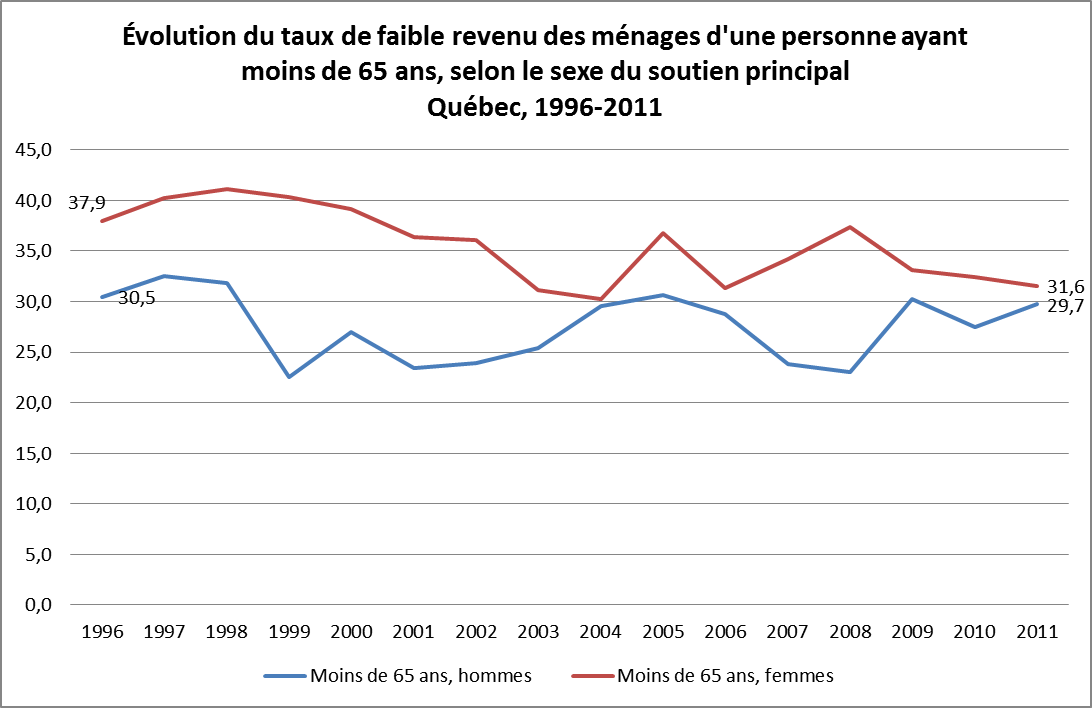 Évolution du taux de faible revenu des ménages d'une personne ayant
moins de 65 ans, selon le sexe du soutien principal
Québec, 1996-2011
45,0
40,0
35,0
30,0
25,0
20,0
15,0
10,0
5,0
0,0
37,9
30,5
31,6
29,7
1996 1997 1998 1999 2000 2001 2002 2003 2004 2005 2006 2007 2008 2009 2010 2011
Moins de 65 ans, hommes Moins de 65 ans, femmes